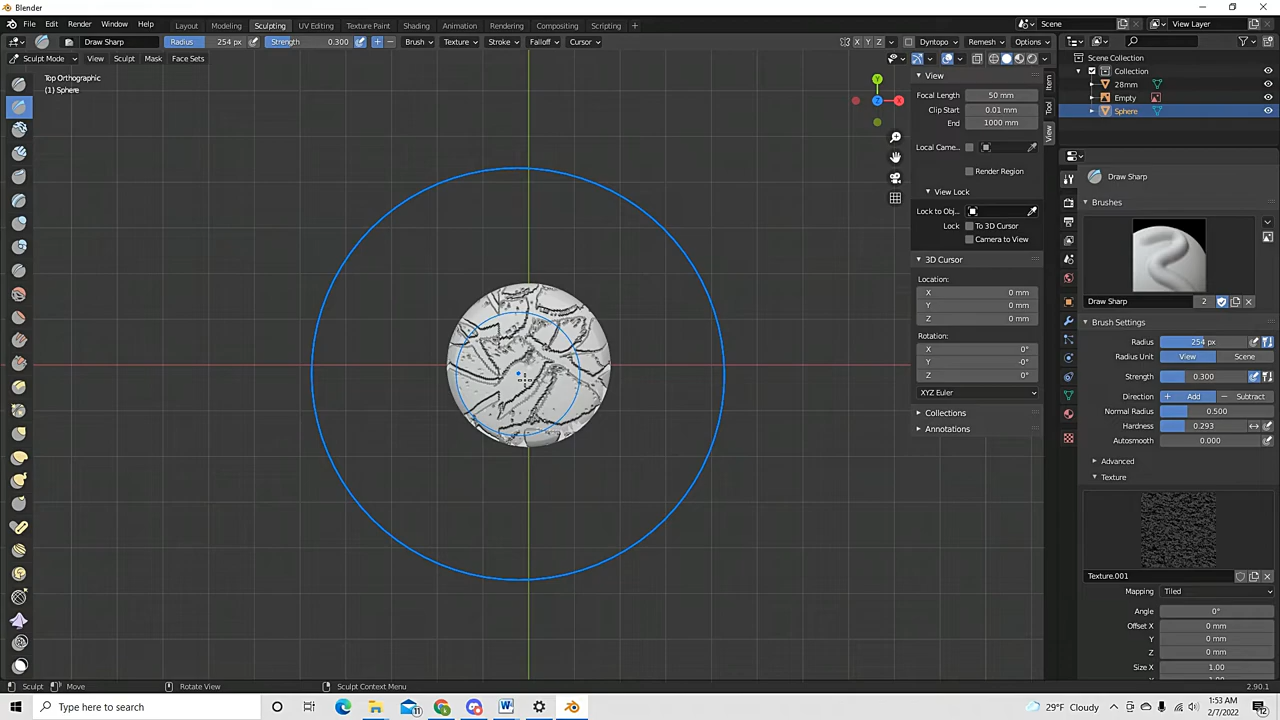 Blender
File Edit Render Window Help Layout Modeling Sculpting UV Editing Texture Paint Shading Animation Rendering Compositing Scripting + Scene View Layer
Draw Sharp Radius 254 px Strength 0.300 + − Brush Texture Stroke Falloff Cursor X Y Z Dyntopo Remesh Options
Sculpt Mode View Sculpt Mask Face Sets
Top Orthographic
(1) Sphere
Y
X
Z
View
Focal Length 50 mm
Clip Start 0.01 mm
End 1000 mm
Local Came...
Render Region
View Lock
Lock to Obj...
Lock To 3D Cursor
Camera to View
3D Cursor
Location:
X 0 mm
Y 0 mm
Z 0 mm
Rotation:
X 0°
Y -0°
Z 0°
XYZ Euler
Collections
Annotations
Item
Tool
View
Scene Collection
Collection
28mm
Empty
Sphere
Draw Sharp
Brushes
Draw Sharp 2
Brush Settings
Radius 254 px
Radius Unit View Scene
Strength 0.300
Direction + Add − Subtract
Normal Radius 0.500
Hardness 0.293
Autosmooth 0.000
Advanced
Texture
Texture.001
Mapping Tiled
Angle 0°
Offset X 0 mm
Y 0 mm
Z 0 mm
Size X 1.00
Sculpt Move Rotate View Sculpt Context Menu 2.90.1
Type here to search 11 29°F Cloudy 1:53 AM
2/7/2022 12